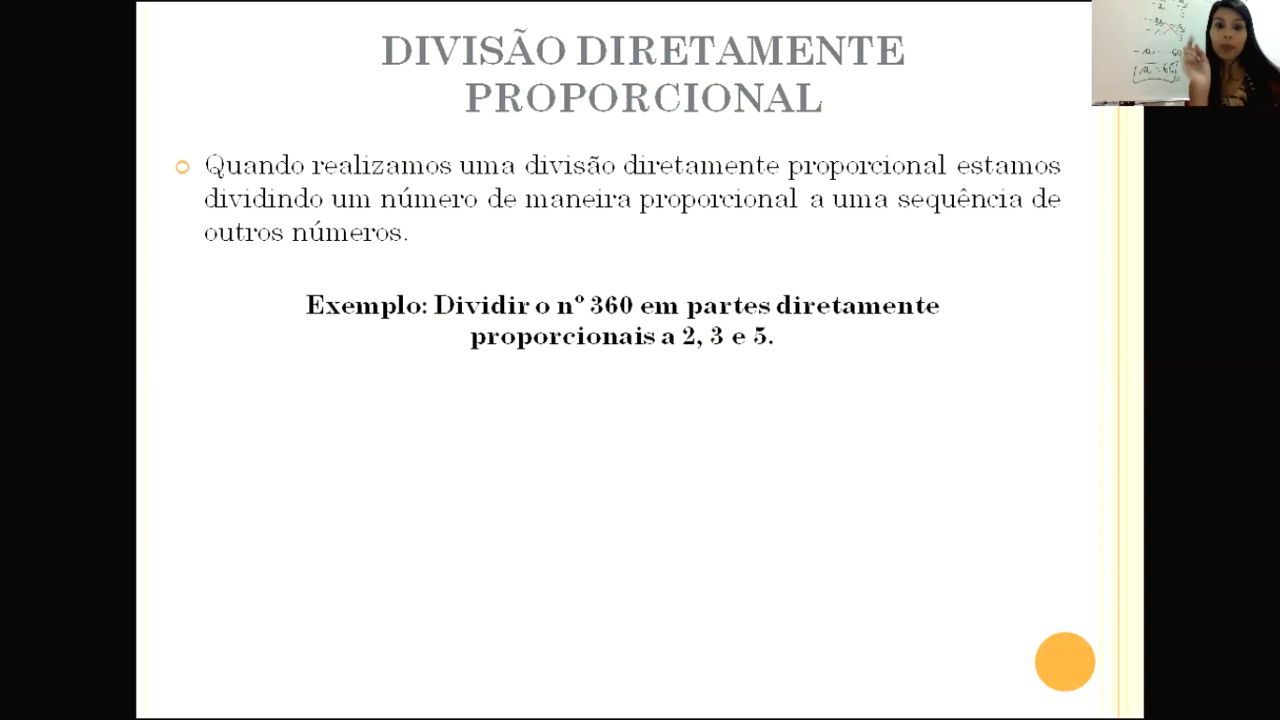 DIVISÃO DIRETAMENTE
PROPORCIONAL
Quando realizamos uma divisão diretamente proporcional estamos
dividindo um número de maneira proporcional a uma sequência de
outros números.
Exemplo: Dividir o nº 360 em partes diretamente
proporcionais a 2, 3 e 5.